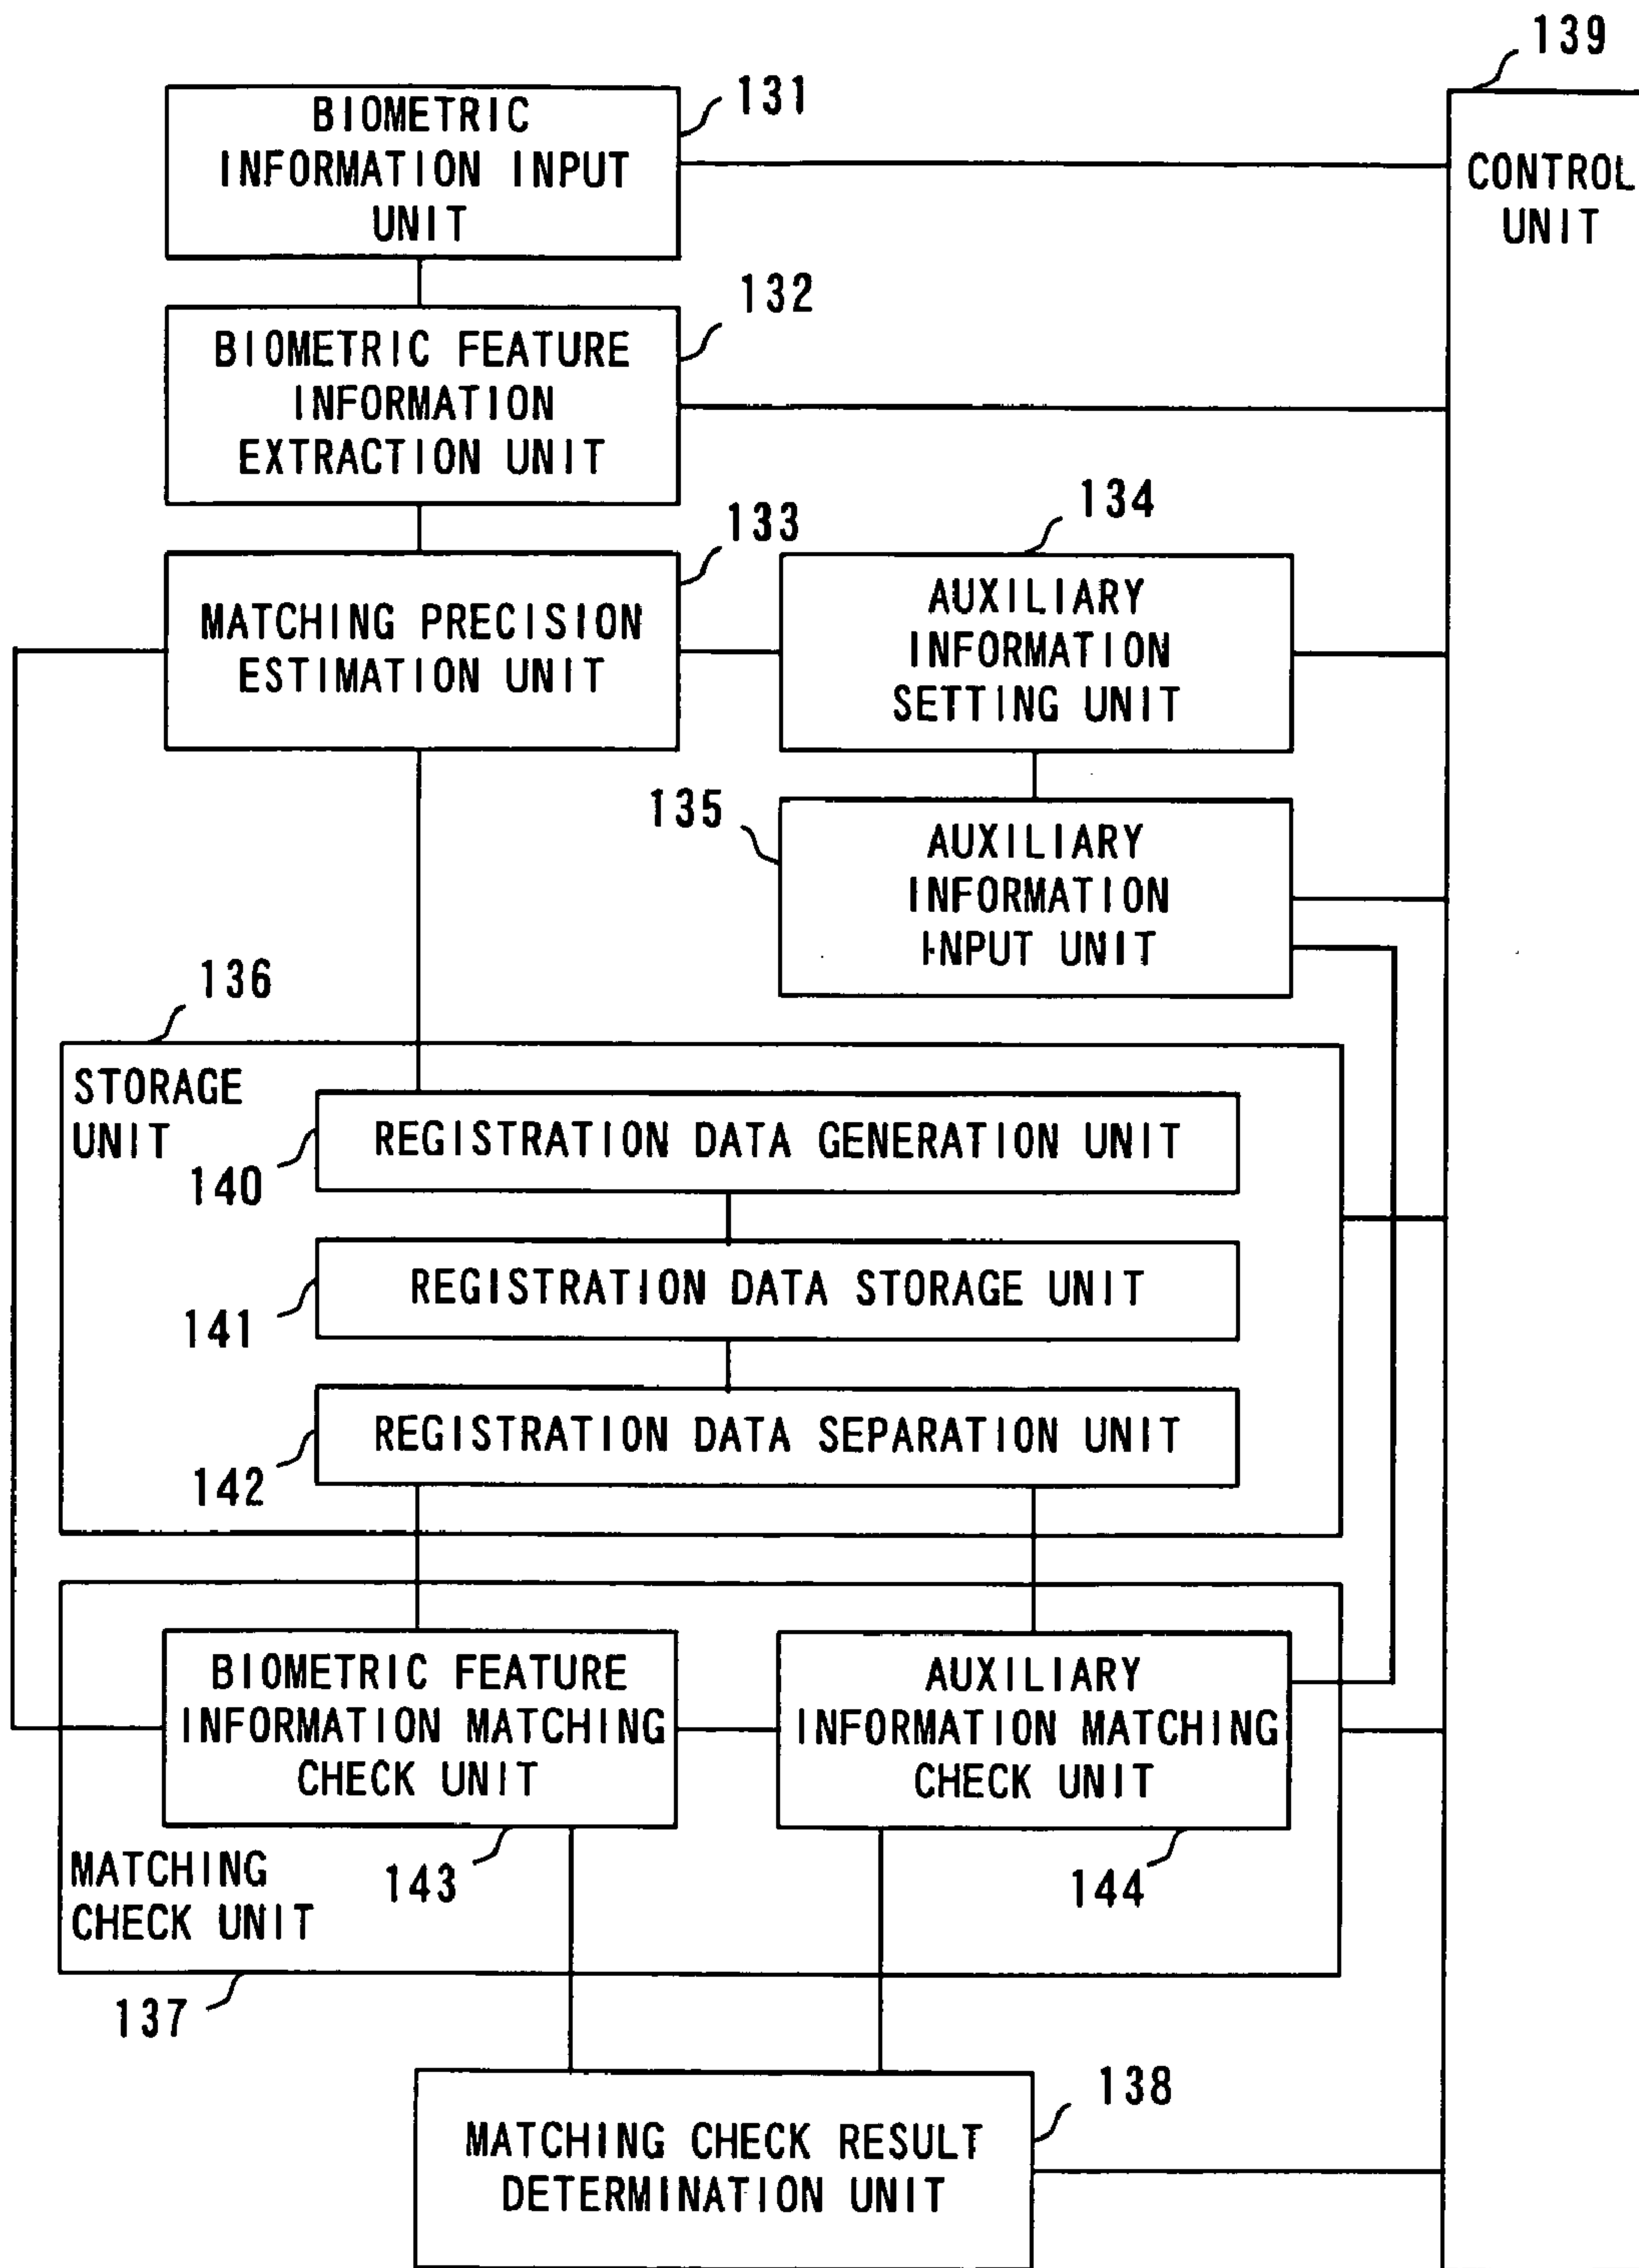 139
131
BIOMETRIC
INFORMATION INPUT
UNIT
CONTROL
UNIT
132
BIOMETRIC FEATURE
INFORMATION
EXTRACTION UNIT
133
134
MATCHING PRECISION
ESTIMATION UNIT
AUXILIARY
INFORMATION
SETTING UNIT
135
AUXILIARY
INFORMATION
INPUT UNIT
136
STORAGE
UNIT
REGISTRATION DATA GENERATION UNIT
140
REGISTRATION DATA STORAGE UNIT
141
REGISTRATION DATA SEPARATION UNIT
142
BIOMETRIC FEATURE
INFORMATION MATCHING
CHECK UNIT
AUXILIARY
INFORMATION MATCHING
CHECK UNIT
143
144
MATCHING
CHECK UNIT
137
138
MATCHING CHECK RESULT
DETERMINATION UNIT